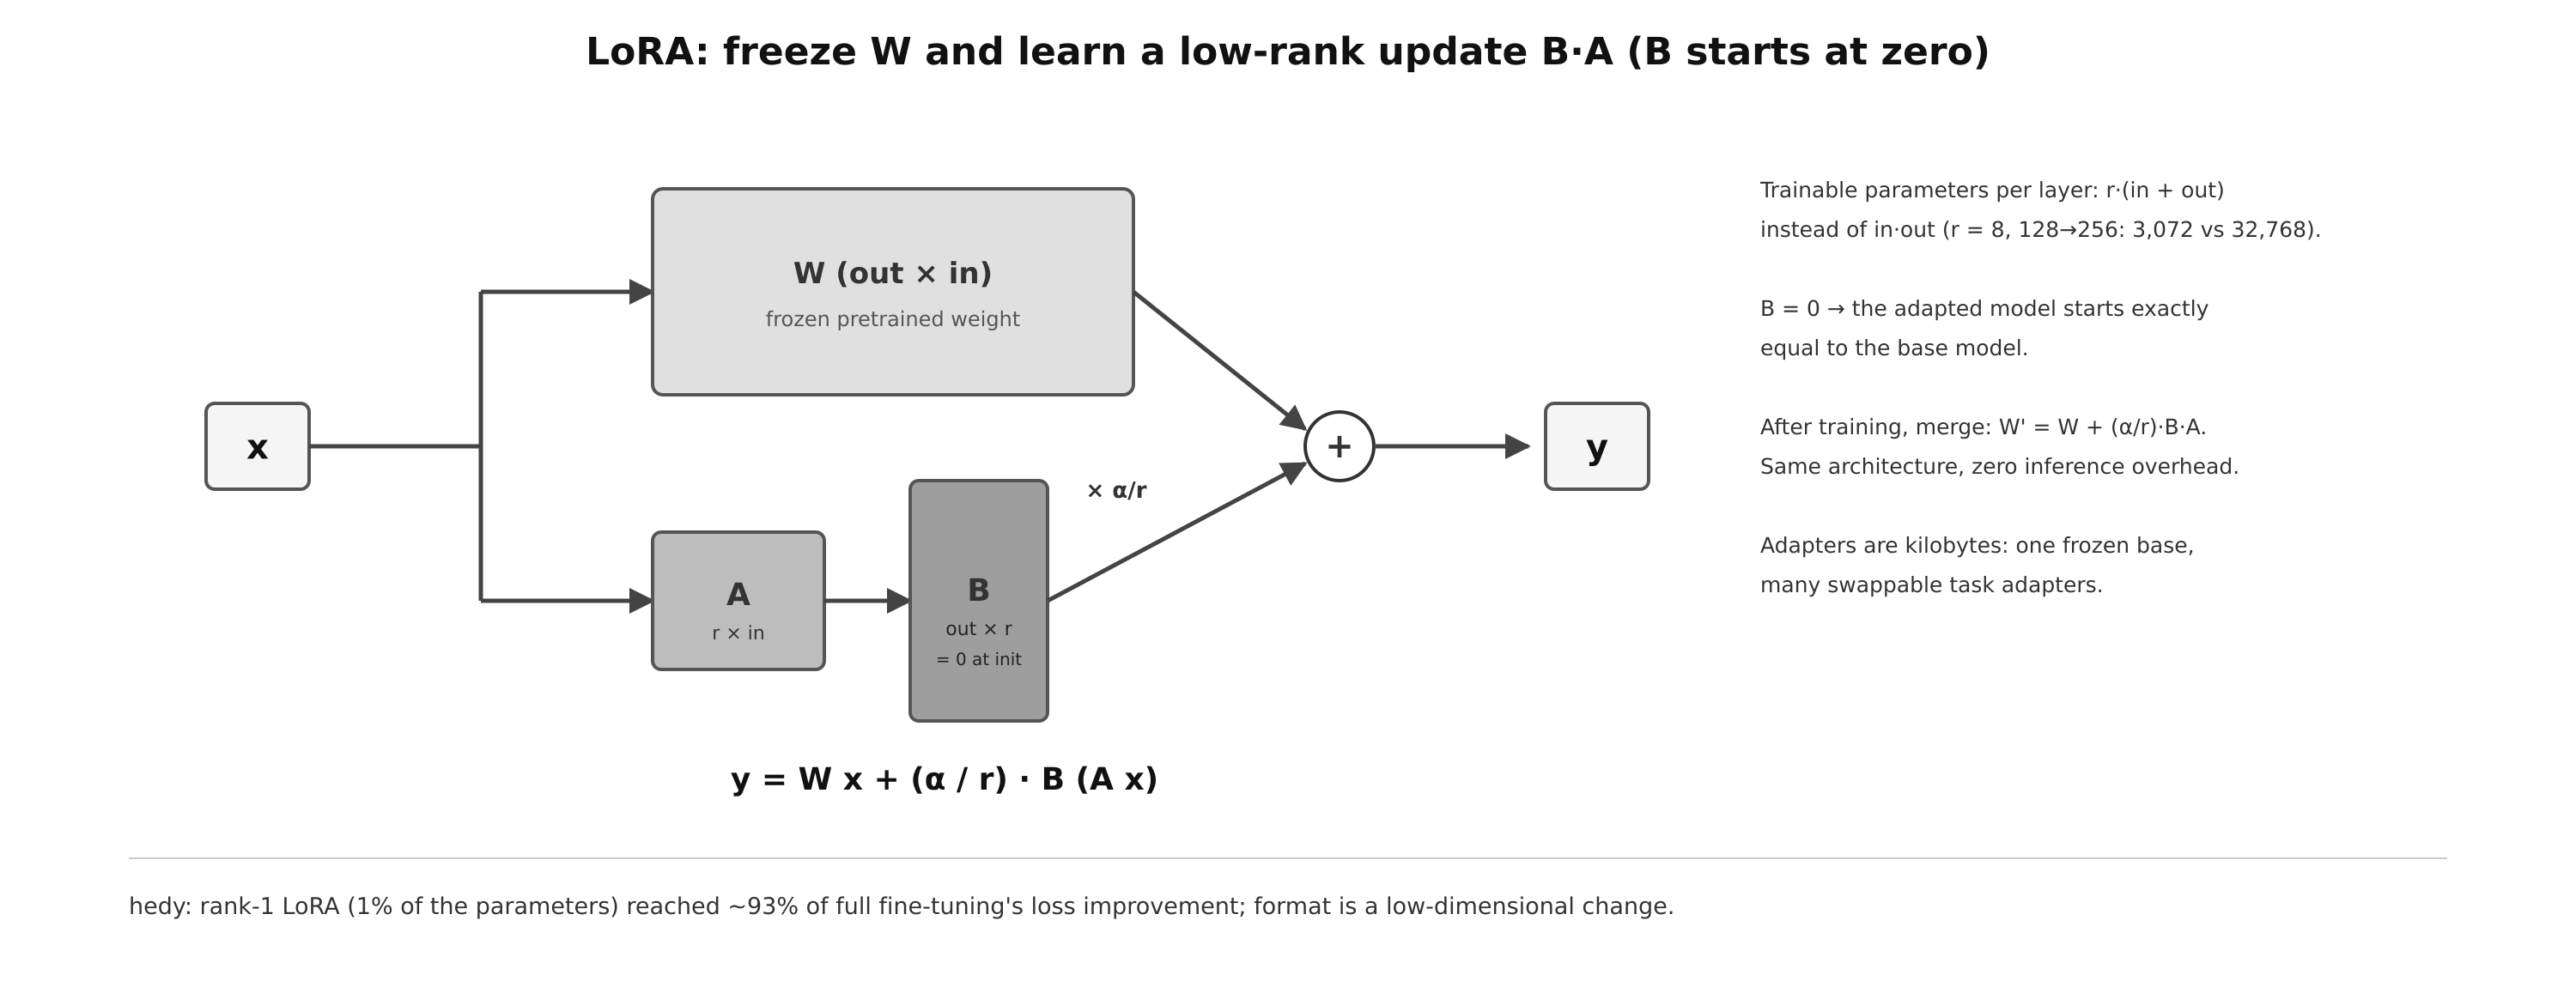 LoRA: freeze W and learn a low-rank update B·A (B starts at zero)
W (out × in)
frozen pretrained weight
x
A
r × in
B
out × r
= 0 at init
× α/r
+
y
y = W x + (α / r) · B (A x)
Trainable parameters per layer: r·(in + out)
instead of in·out (r = 8, 128→256: 3,072 vs 32,768).
B = 0 → the adapted model starts exactly
equal to the base model.
After training, merge: W' = W + (α/r)·B·A.
Same architecture, zero inference overhead.
Adapters are kilobytes: one frozen base,
many swappable task adapters.
hedy: rank-1 LoRA (1% of the parameters) reached ~93% of full fine-tuning's loss improvement; format is a low-dimensional change.